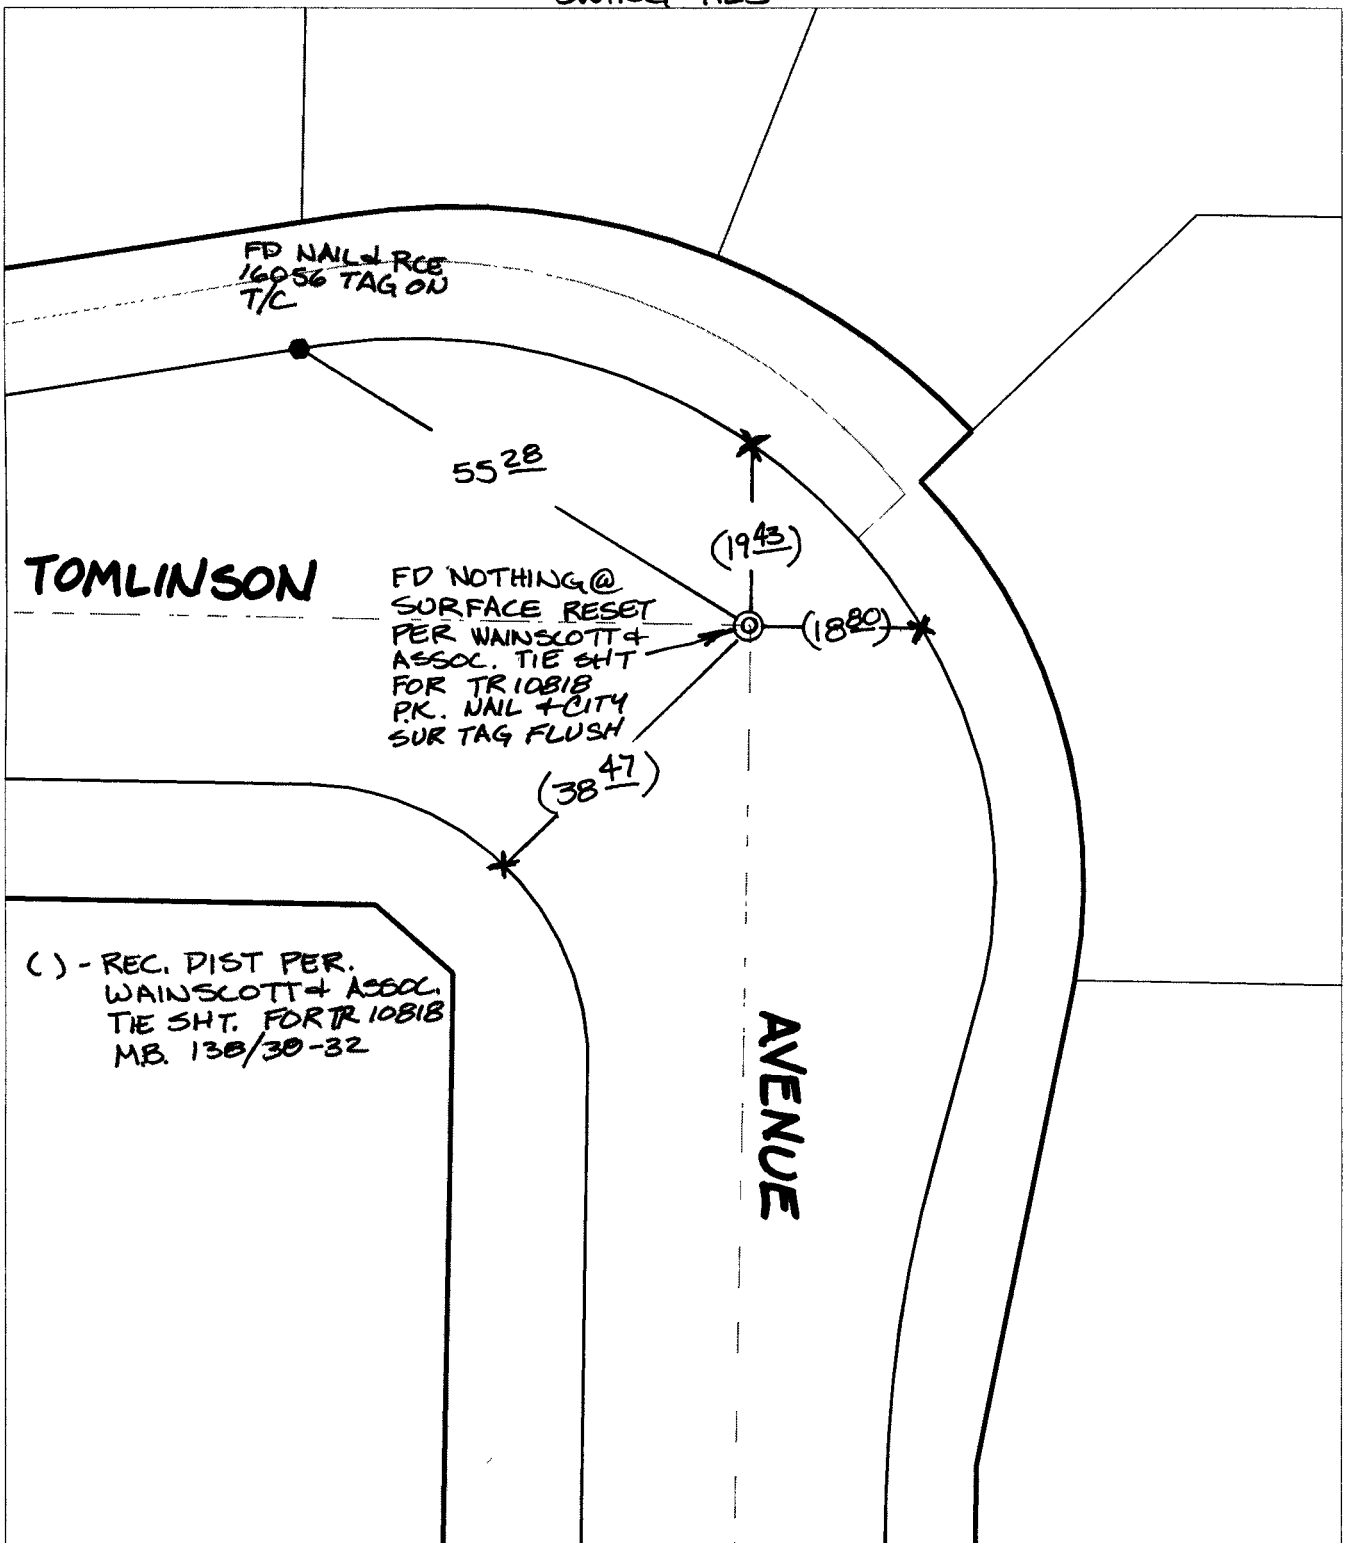 SWING TIES
FD NAIL & RCE
16056 TAG ON
T/C
55 28
(19 43)
TOMLINSON
FD NOTHING @
SURFACE RESET
PER WAINSCOTT &
ASSOC. TIE SHT
FOR TR 10818
P.K. NAIL & CITY
SUR TAG FLUSH
(18 80)
(38 47)
( ) - REC. DIST PER.
WAINSCOTT & ASSOC.
TIE SHT. FOR TR 10818
M.B. 138/30-32
AVENUE